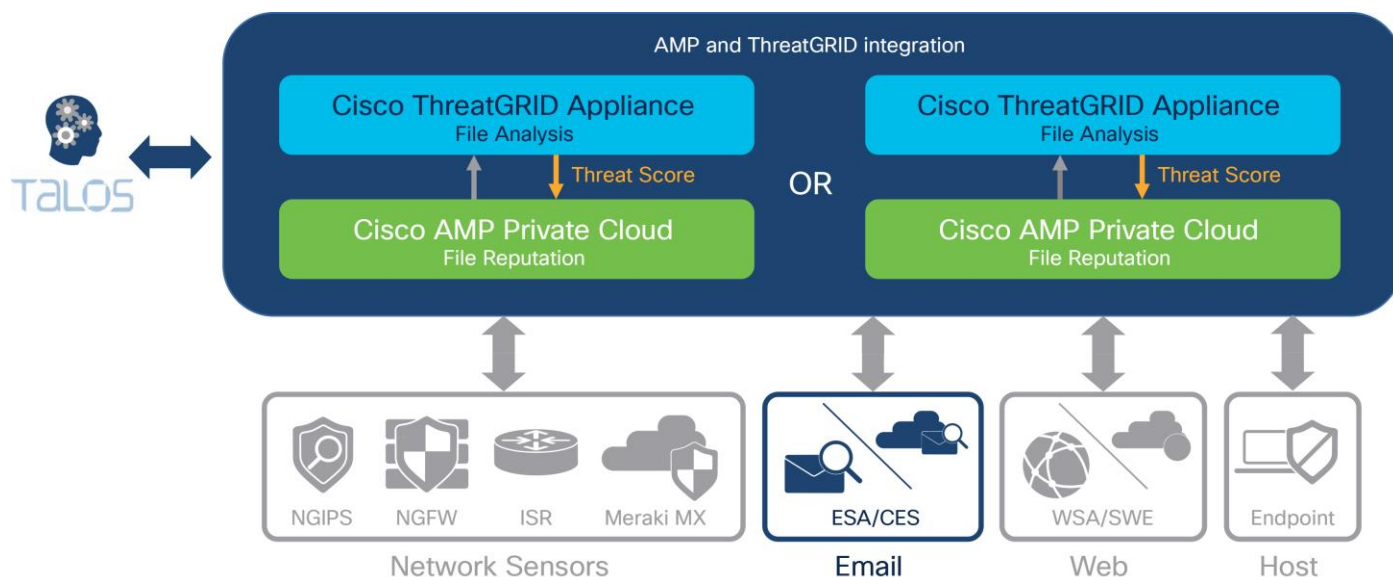 AMP and ThreatGRID integration
Cisco ThreatGRID Appliance
File Analysis
Threat Score
Cisco AMP Private Cloud
File Reputation
OR
Cisco ThreatGRID Appliance
File Analysis
Threat Score
Cisco AMP Private Cloud
File Reputation
TALOS
NGIPS
NGFW
ISR
Meraki MX
Network Sensors
ESA/CES
Email
WSA/SWE
Web
Endpoint
Host